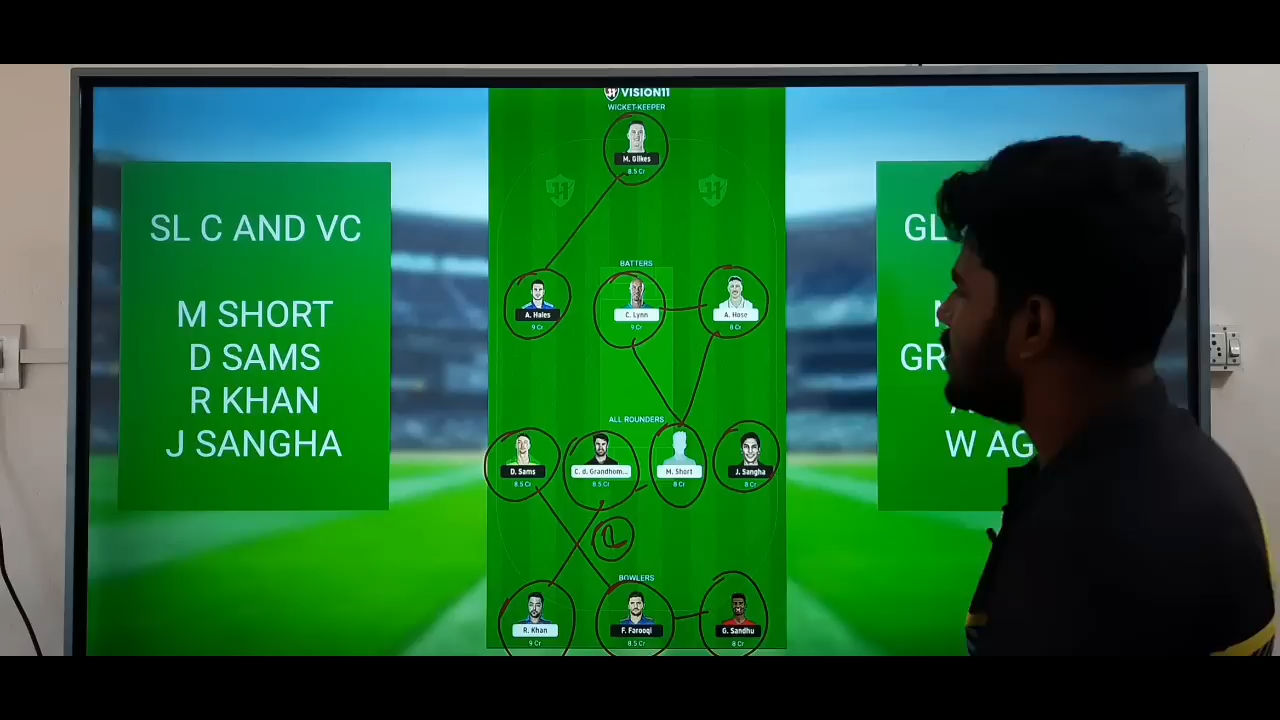 VISION11
WICKET-KEEPER
M. Gilkes
8.5 Cr
BATTERS
A. Hales
9 Cr
C. Lynn
9 Cr
A. Hose
8 Cr
ALL ROUNDERS
D. Sams
8.5 Cr
C. d. Grandhom...
8.5 Cr
M. Short
8 Cr
J. Sangha
8 Cr
BOWLERS
R. Khan
9 Cr
F. Farooqi
8.5 Cr
G. Sandhu
8 Cr
SL C AND VC
M SHORT
D SAMS
R KHAN
J SANGHA
GL
GR
W AG